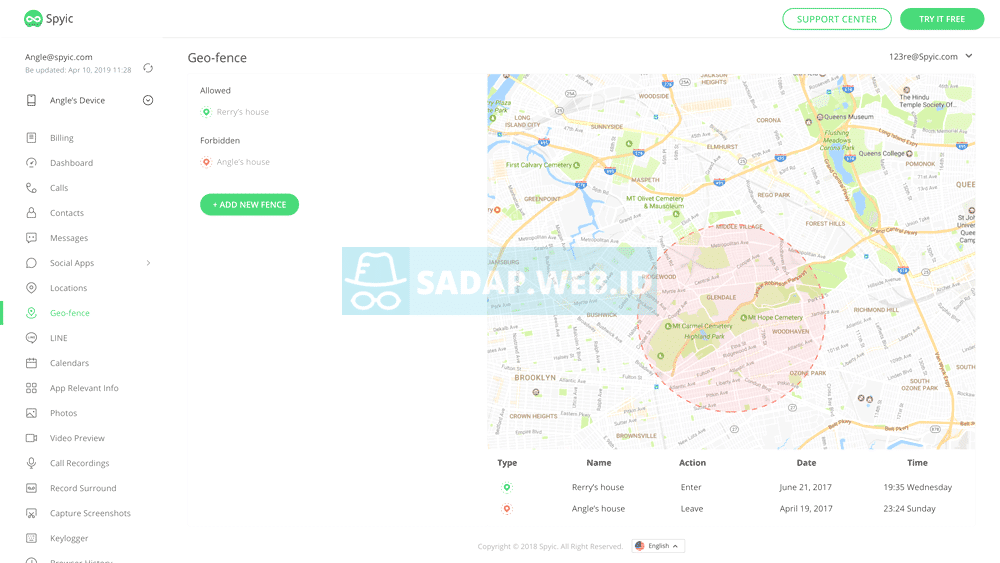 Spyic
SUPPORT CENTER
TRY IT FREE
Angle@spyic.com
Be updated: Apr 10, 2019 11:28
Angle's Device
Billing
Dashboard
Calls
Contacts
Messages
Social Apps
Locations
Geo-fence
LINE
Calendars
App Relevant Info
Photos
Video Preview
Call Recordings
Record Surround
Capture Screenshots
Keylogger
Browser History
Geo-fence
123re@Spyic.com
Allowed
Rerry's house
Forbidden
Angle's house
+ ADD NEW FENCE
JACKSON
HEIGHTS
WOODSIDE
LONG
ISLAND CITY
SUNNYSIDE
CORONA
ELMHURST
The Hindu
Temple Society Of...
Queens Museum
Flushing
Meadows
Corona Park
Queens College
POMONOK
First Calvary Cemetery
MASPETH
REGO PARK
GREENPOINT
MT Olivet Cemetery
& Mausoleum
MIDDLE VILLAGE
FOREST HILLS
Grand Central Pkwy
Metropolitan Ave
SADAP.WEB.ID
RIDGEWOOD
GLENDALE
BUSHWICK
Mt Hope Cemetery
Mt Carmel Cemetery
Highland Park
WOODHAVEN
RICHMOND HILL
OZONE PARK
SOUTH
OZONE PARK
BROOKLYN
CROWN HEIGHTS
BROWNSVILLE
Belt Pkwy
Type Name Action Date Time
Rerry's house Enter June 21, 2017 19:35 Wednesday
Angle's house Leave April 19, 2017 23:24 Sunday
Copyright © 2018 Spyic. All Right Reserved.
English